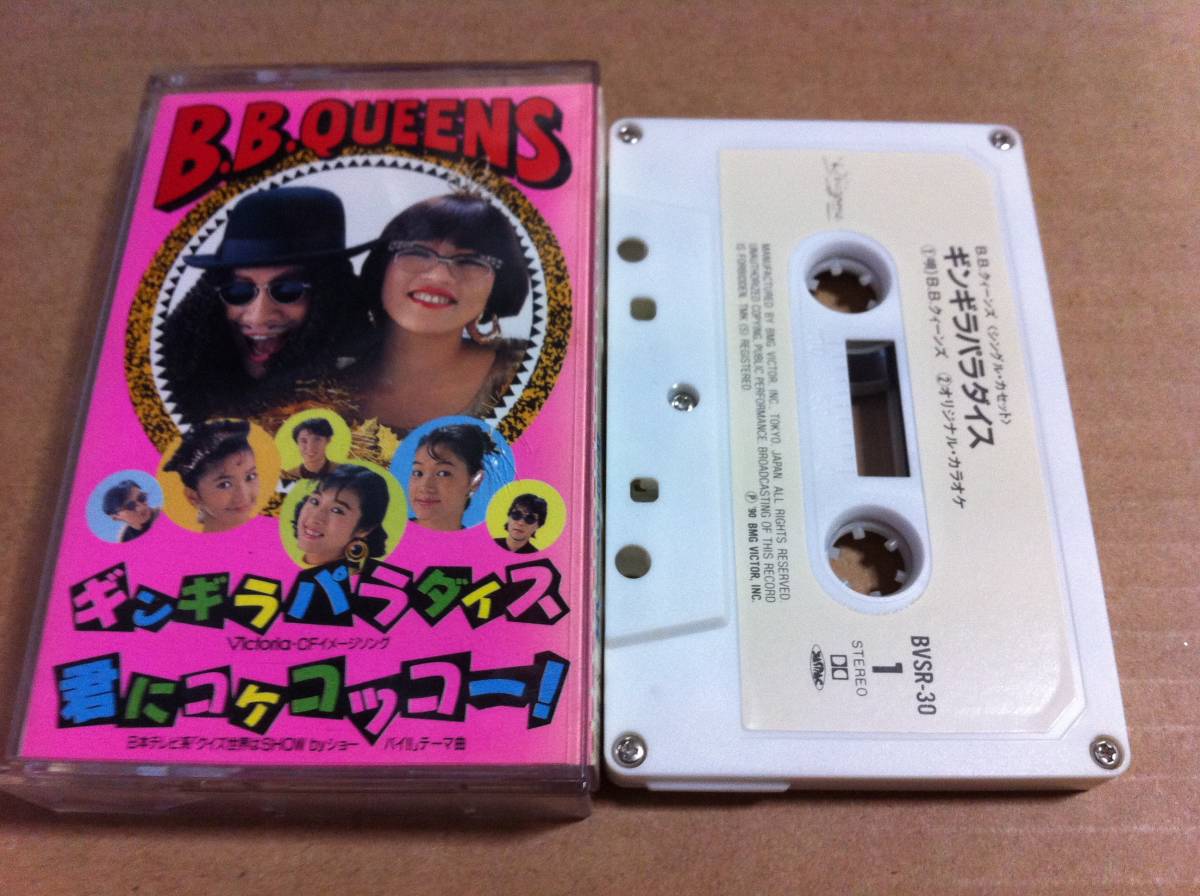 B.B.QUEENS
ギンギラパラダイス
Victoria-CFイメージソング
君にコケコッコー!
日本テレビ系「クイズ世界はSHOW byショーバイ!!」テーマ曲
B.B.クィーンズ〈シングル・カセット〉
ギンギラパラダイス
①唄)B.B.クィーンズ ②オリジナル・カラオケ
MANUFACTURED BY BMG VICTOR, INC. TOKYO, JAPAN ALL RIGHTS RESERVED.
UNAUTHORIZED COPYING, PUBLIC PERFORMANCE BROADCASTING OF THIS RECORD
IS FORBIDDEN. TMK (S) REGISTERED
Ⓟ '90 BMG VICTOR, INC.
BVSR-30
1
STEREO